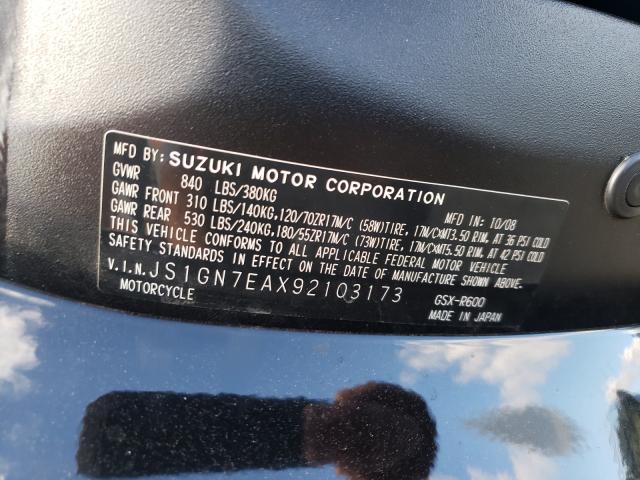 MFD BY: SUZUKI MOTOR CORPORATION
GVWR 840 LBS/380KG MFD IN: 10/08
GAWR FRONT 310 LBS/140KG,120/70ZR17M/C (58W)TIRE, 17M/CXMT3.50 RIM, AT 36 PSI COLD
GAWR REAR 530 LBS/240KG,180/55ZR17M/C (73W)TIRE, 17M/CXMT5.50 RIM, AT 42 PSI COLD
THIS VEHICLE CONFORMS TO ALL APPLICABLE FEDERAL MOTOR VEHICLE
SAFETY STANDARDS IN EFFECT ON THE DATE OF MANUFACTURE SHOWN ABOVE.
V.I.N. JS1GN7EAX92103173
MOTORCYCLE GSX-R600
MADE IN JAPAN